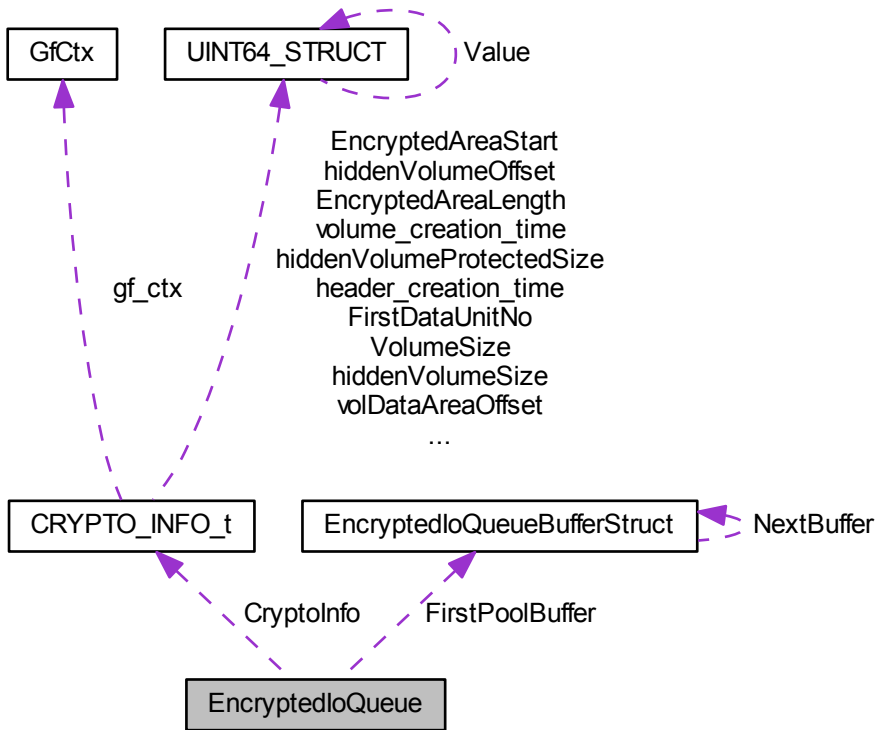 GfCtx
UINT64_STRUCT
Value
EncryptedAreaStart
hiddenVolumeOffset
EncryptedAreaLength
volume_creation_time
hiddenVolumeProtectedSize
header_creation_time
FirstDataUnitNo
VolumeSize
hiddenVolumeSize
volDataAreaOffset
...
gf_ctx
CRYPTO_INFO_t
EncryptedIoQueueBufferStruct
NextBuffer
CryptoInfo
FirstPoolBuffer
EncryptedIoQueue